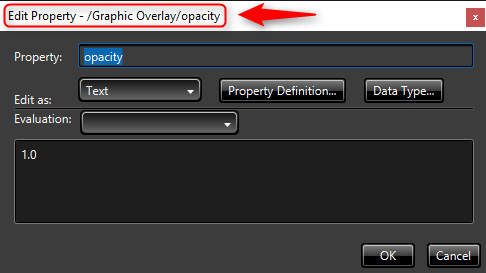 Edit Property - /Graphic Overlay/opacity
x
Property: opacity
Edit as: Text Property Definition... Data Type...
Evaluation:
1.0
OK Cancel